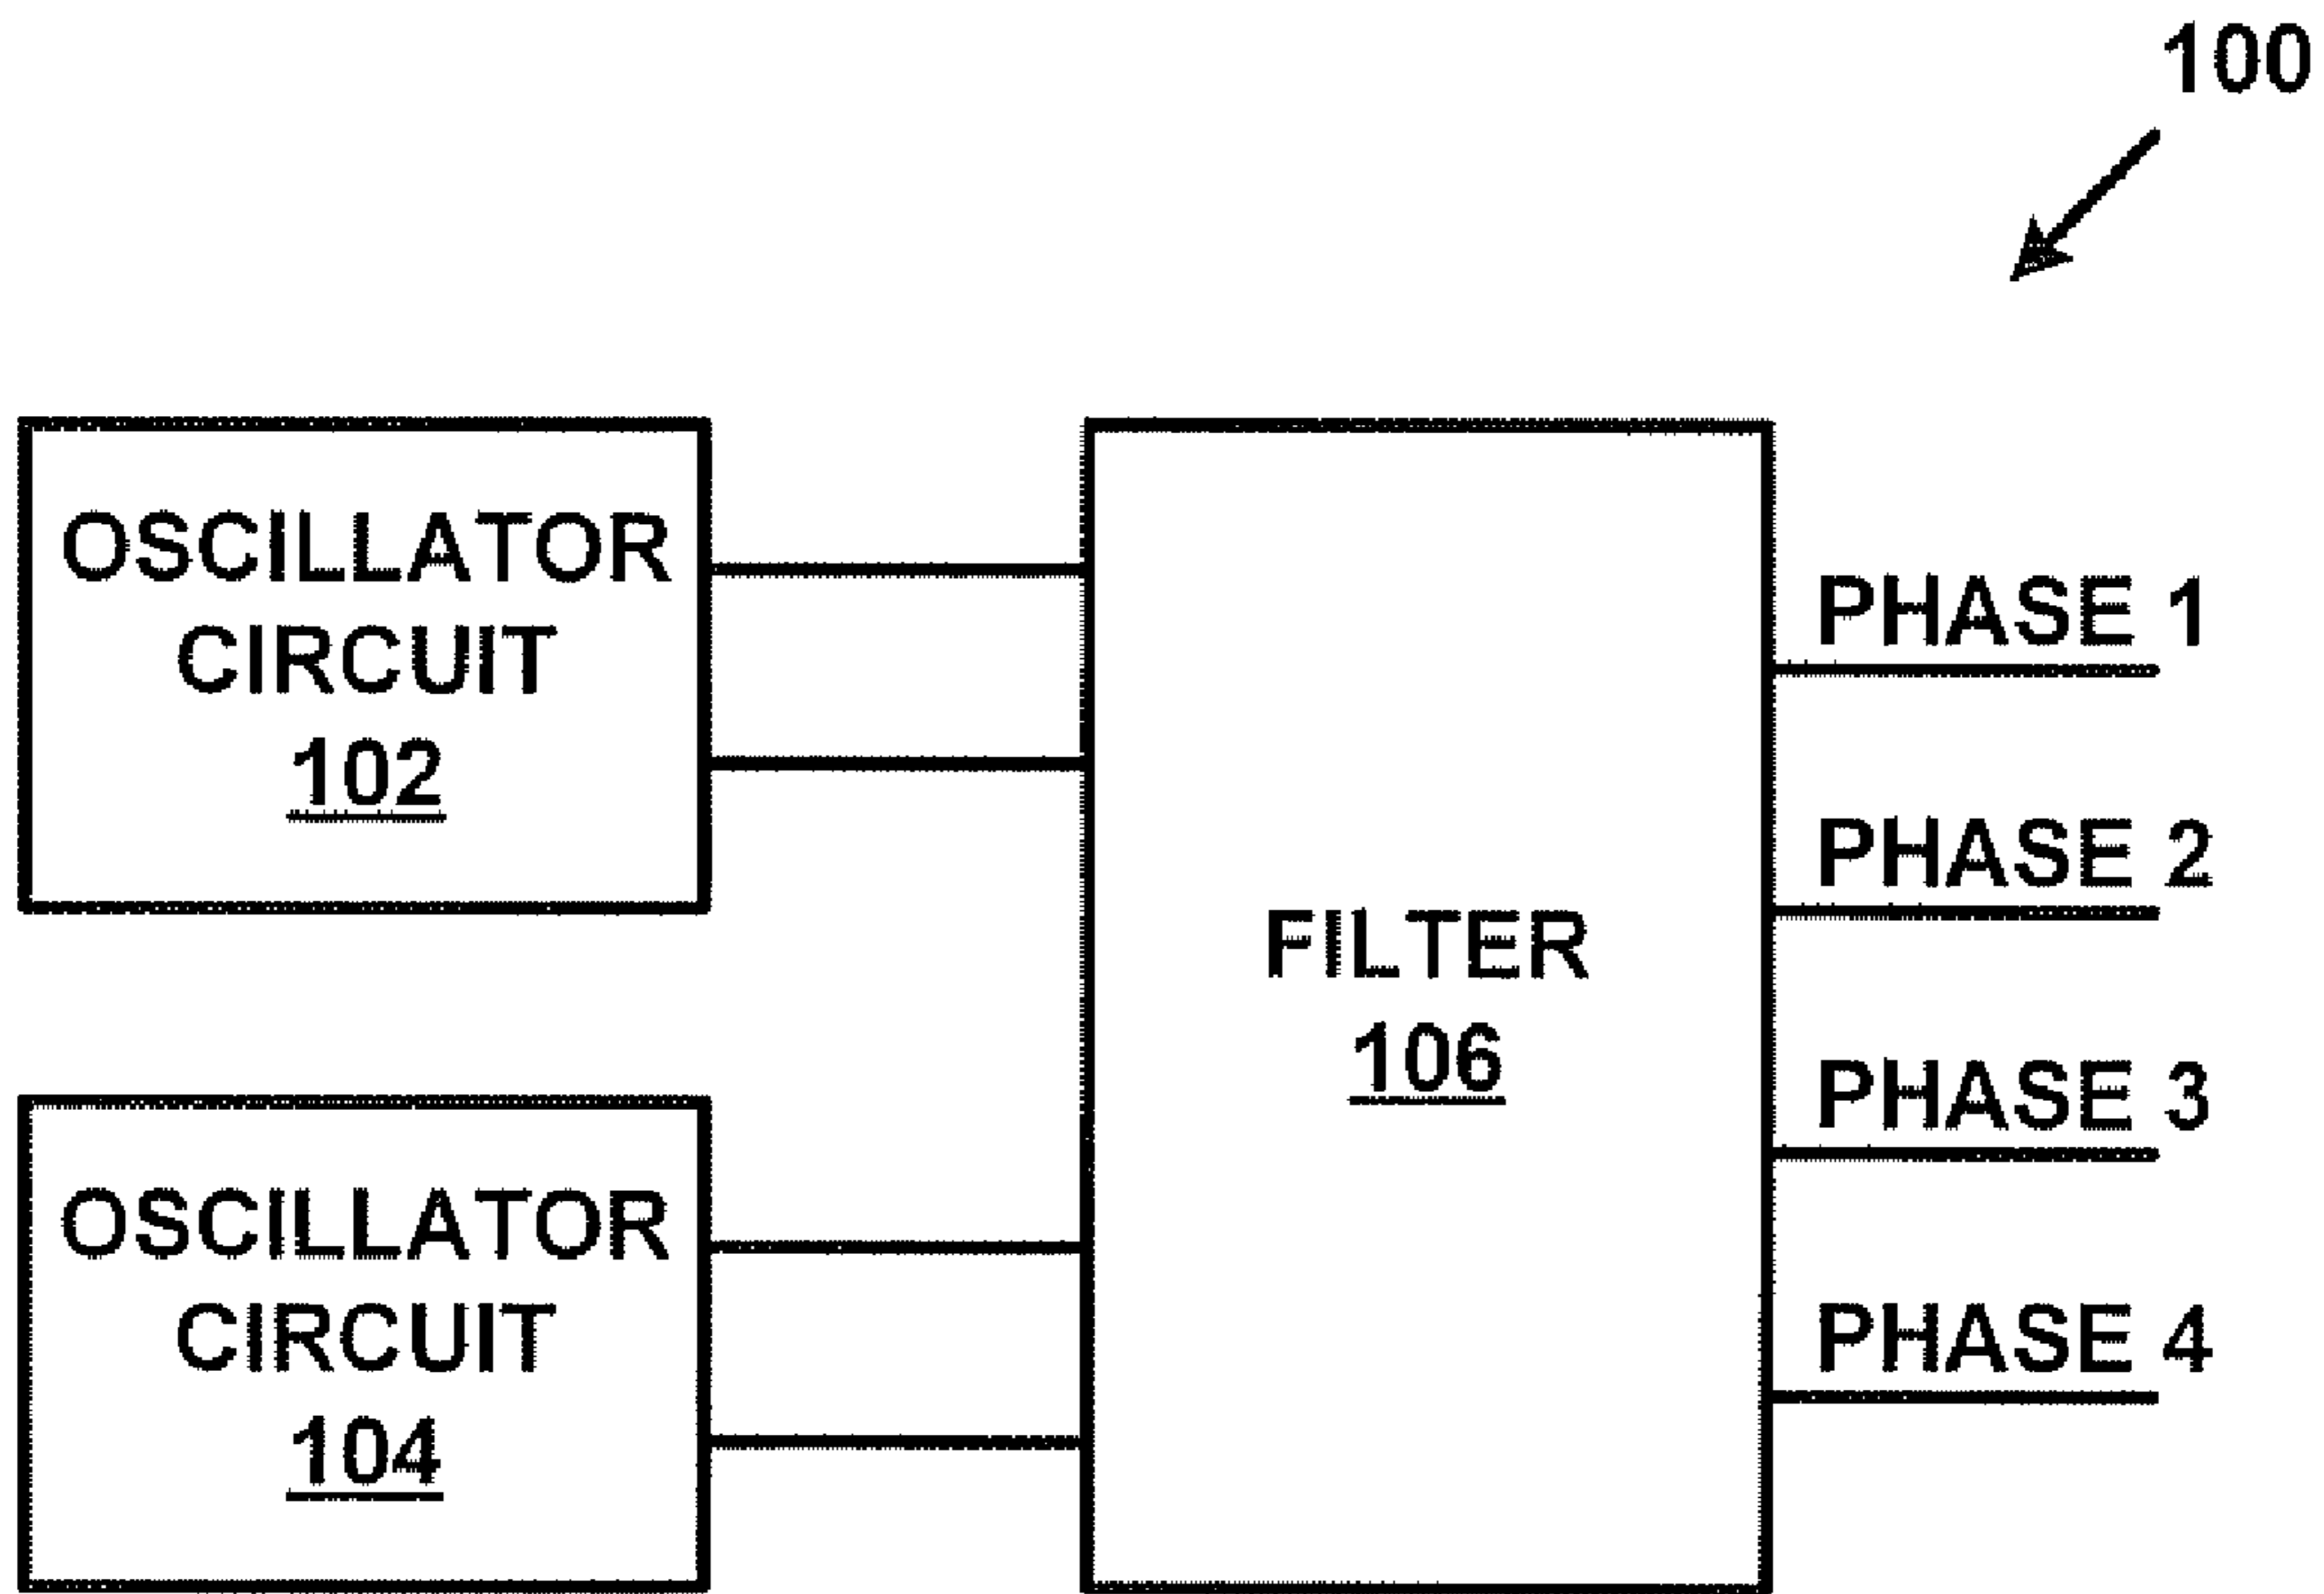 100
OSCILLATOR
CIRCUIT
102
OSCILLATOR
CIRCUIT
104
FILTER
106
PHASE 1
PHASE 2
PHASE 3
PHASE 4